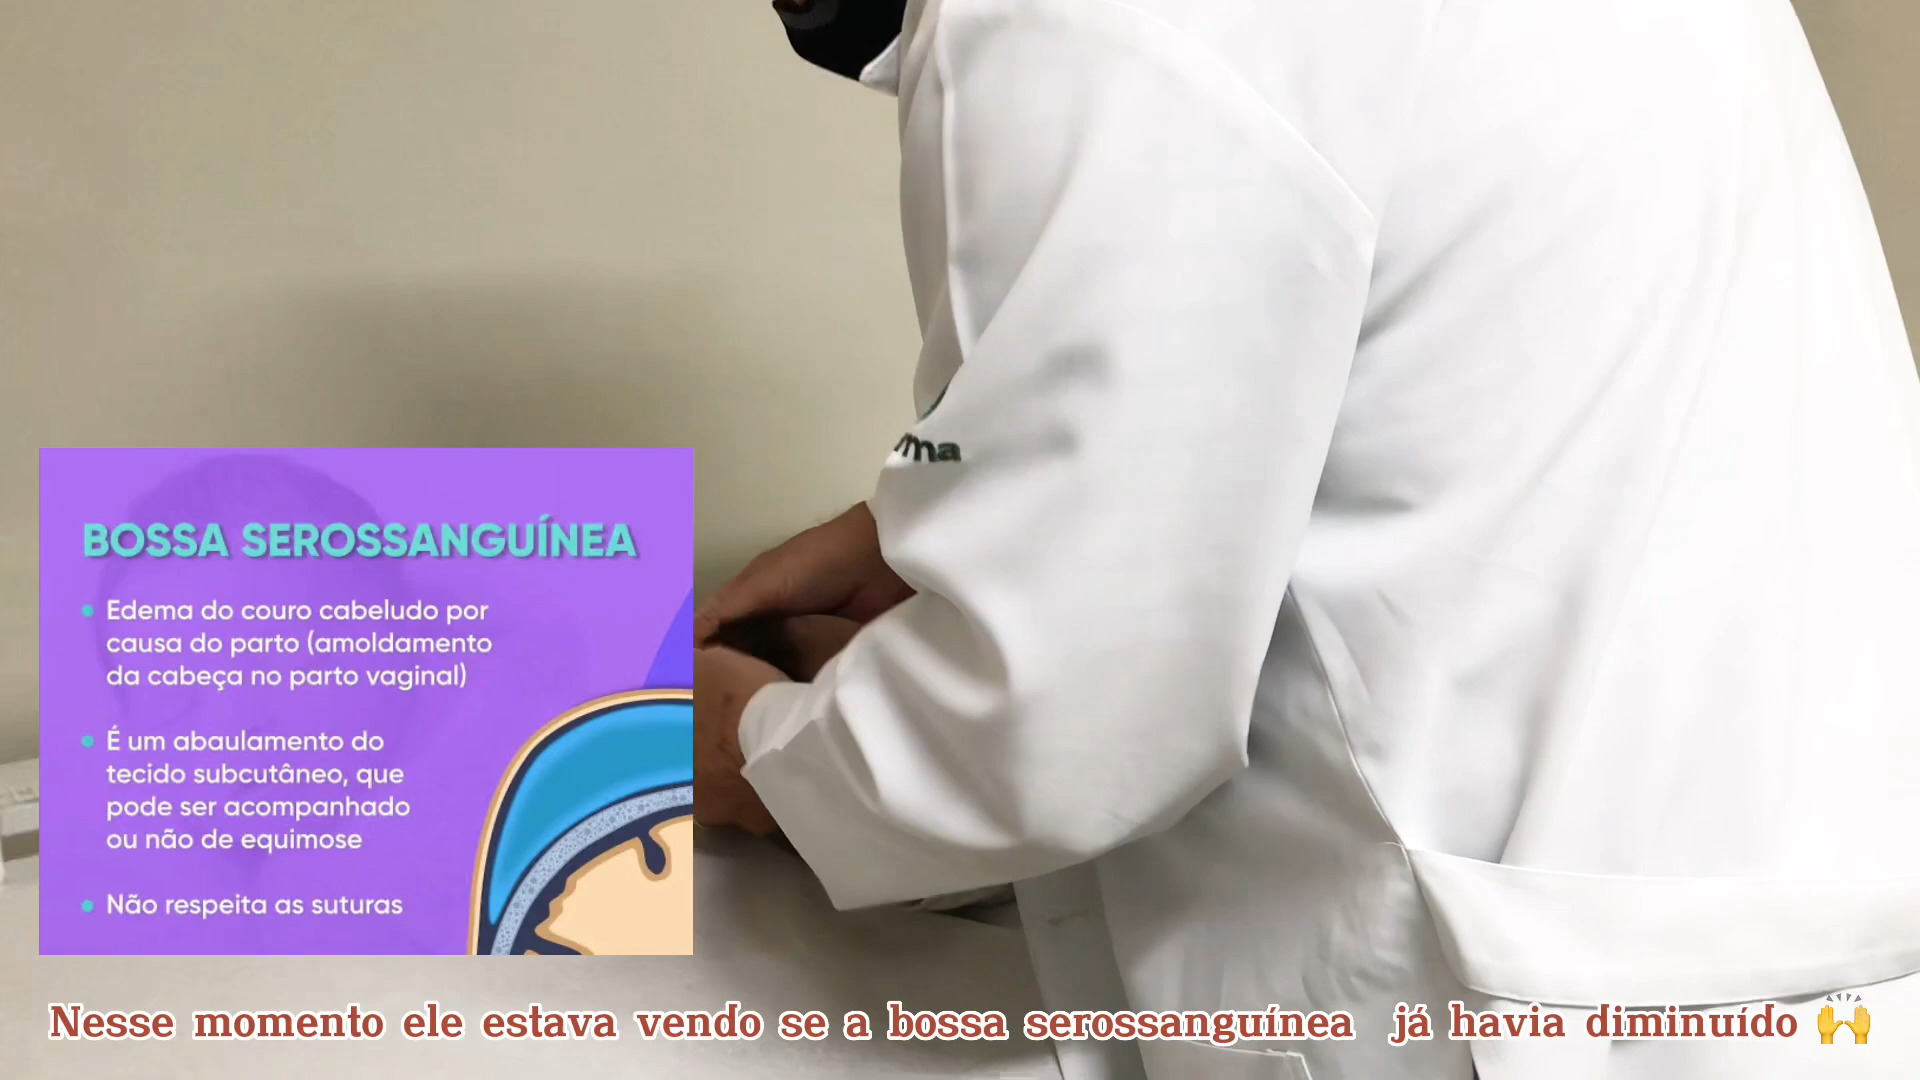 ma
BOSSA SEROSSANGUÍNEA
• Edema do couro cabeludo por
causa do parto (amoldamento
da cabeça no parto vaginal)
• É um abaulamento do
tecido subcutâneo, que
pode ser acompanhado
ou não de equimose
• Não respeita as suturas
Nesse momento ele estava vendo se a bossa serossanguínea já havia diminuído 🙌